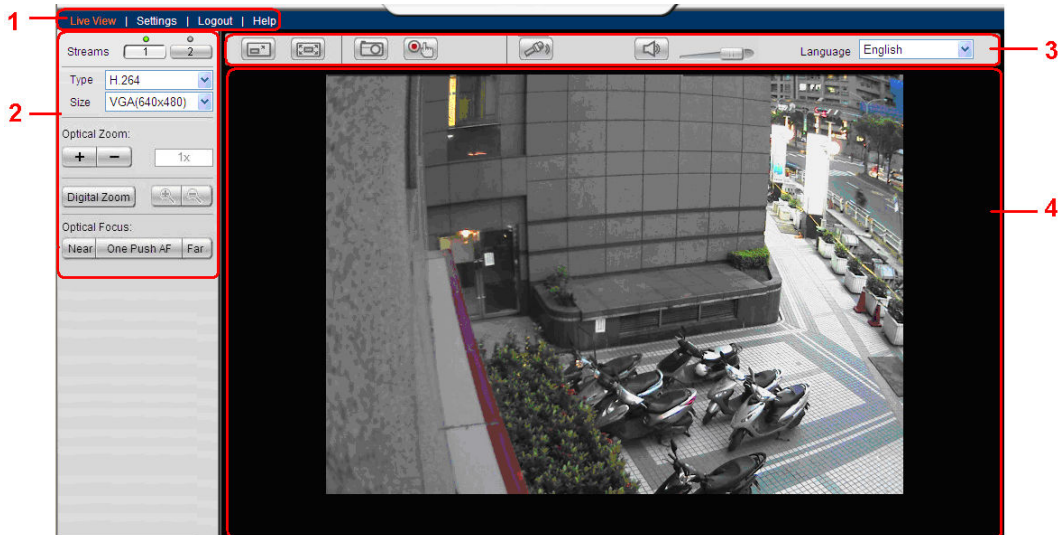 1
Live View | Settings | Logout | Help
Streams 1 2
Type H.264
Size VGA(640x480)
Optical Zoom:
+ − 1x
Digital Zoom
Optical Focus:
Near One Push AF Far
2
Language English
3
4